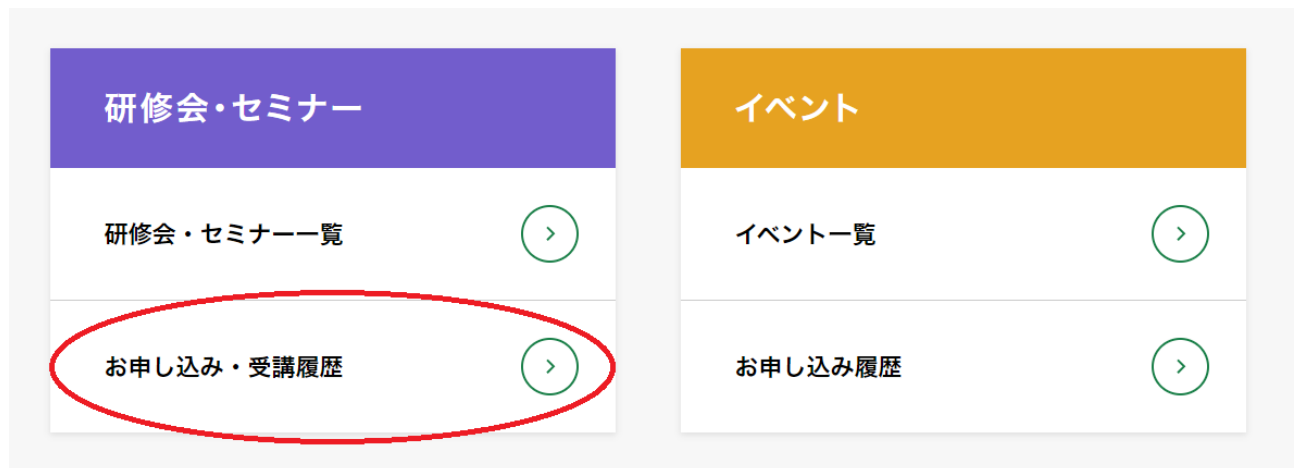 研修会・セミナー
研修会・セミナー一覧
お申し込み・受講履歴
イベント
イベント一覧
お申し込み履歴